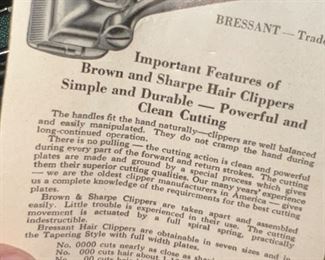 BRESSANT — Trade
Important Features of
Brown and Sharpe Hair Clippers
Simple and Durable — Powerful and
Clean Cutting
The handles fit the hand naturally—clippers are well balanced
and easily manipulated. They do not cramp the hand during
long-continued operation.
There is no pulling — the cutting action is clean and powerful
during every part of the forward and return strokes. The cutting
plates are made and ground by a special process which gives
them their superior cutting qualities. Our many years' experience
— we are the oldest clipper manufacturers in America — gives
us a complete knowledge of the requirements for the best cutting
plates.
Brown & Sharpe Clippers are taken apart and assembled
easily. Little trouble is experienced in their use. The cutting
movement is actuated by a full spiral spring, practically
indestructible.
Bressant Hair Clippers are obtainable in seven sizes and in
the Tapering Style with full width plates.
No. 0000 cuts nearly as close as
No. 000 cuts hair about
No. 00 cuts hair